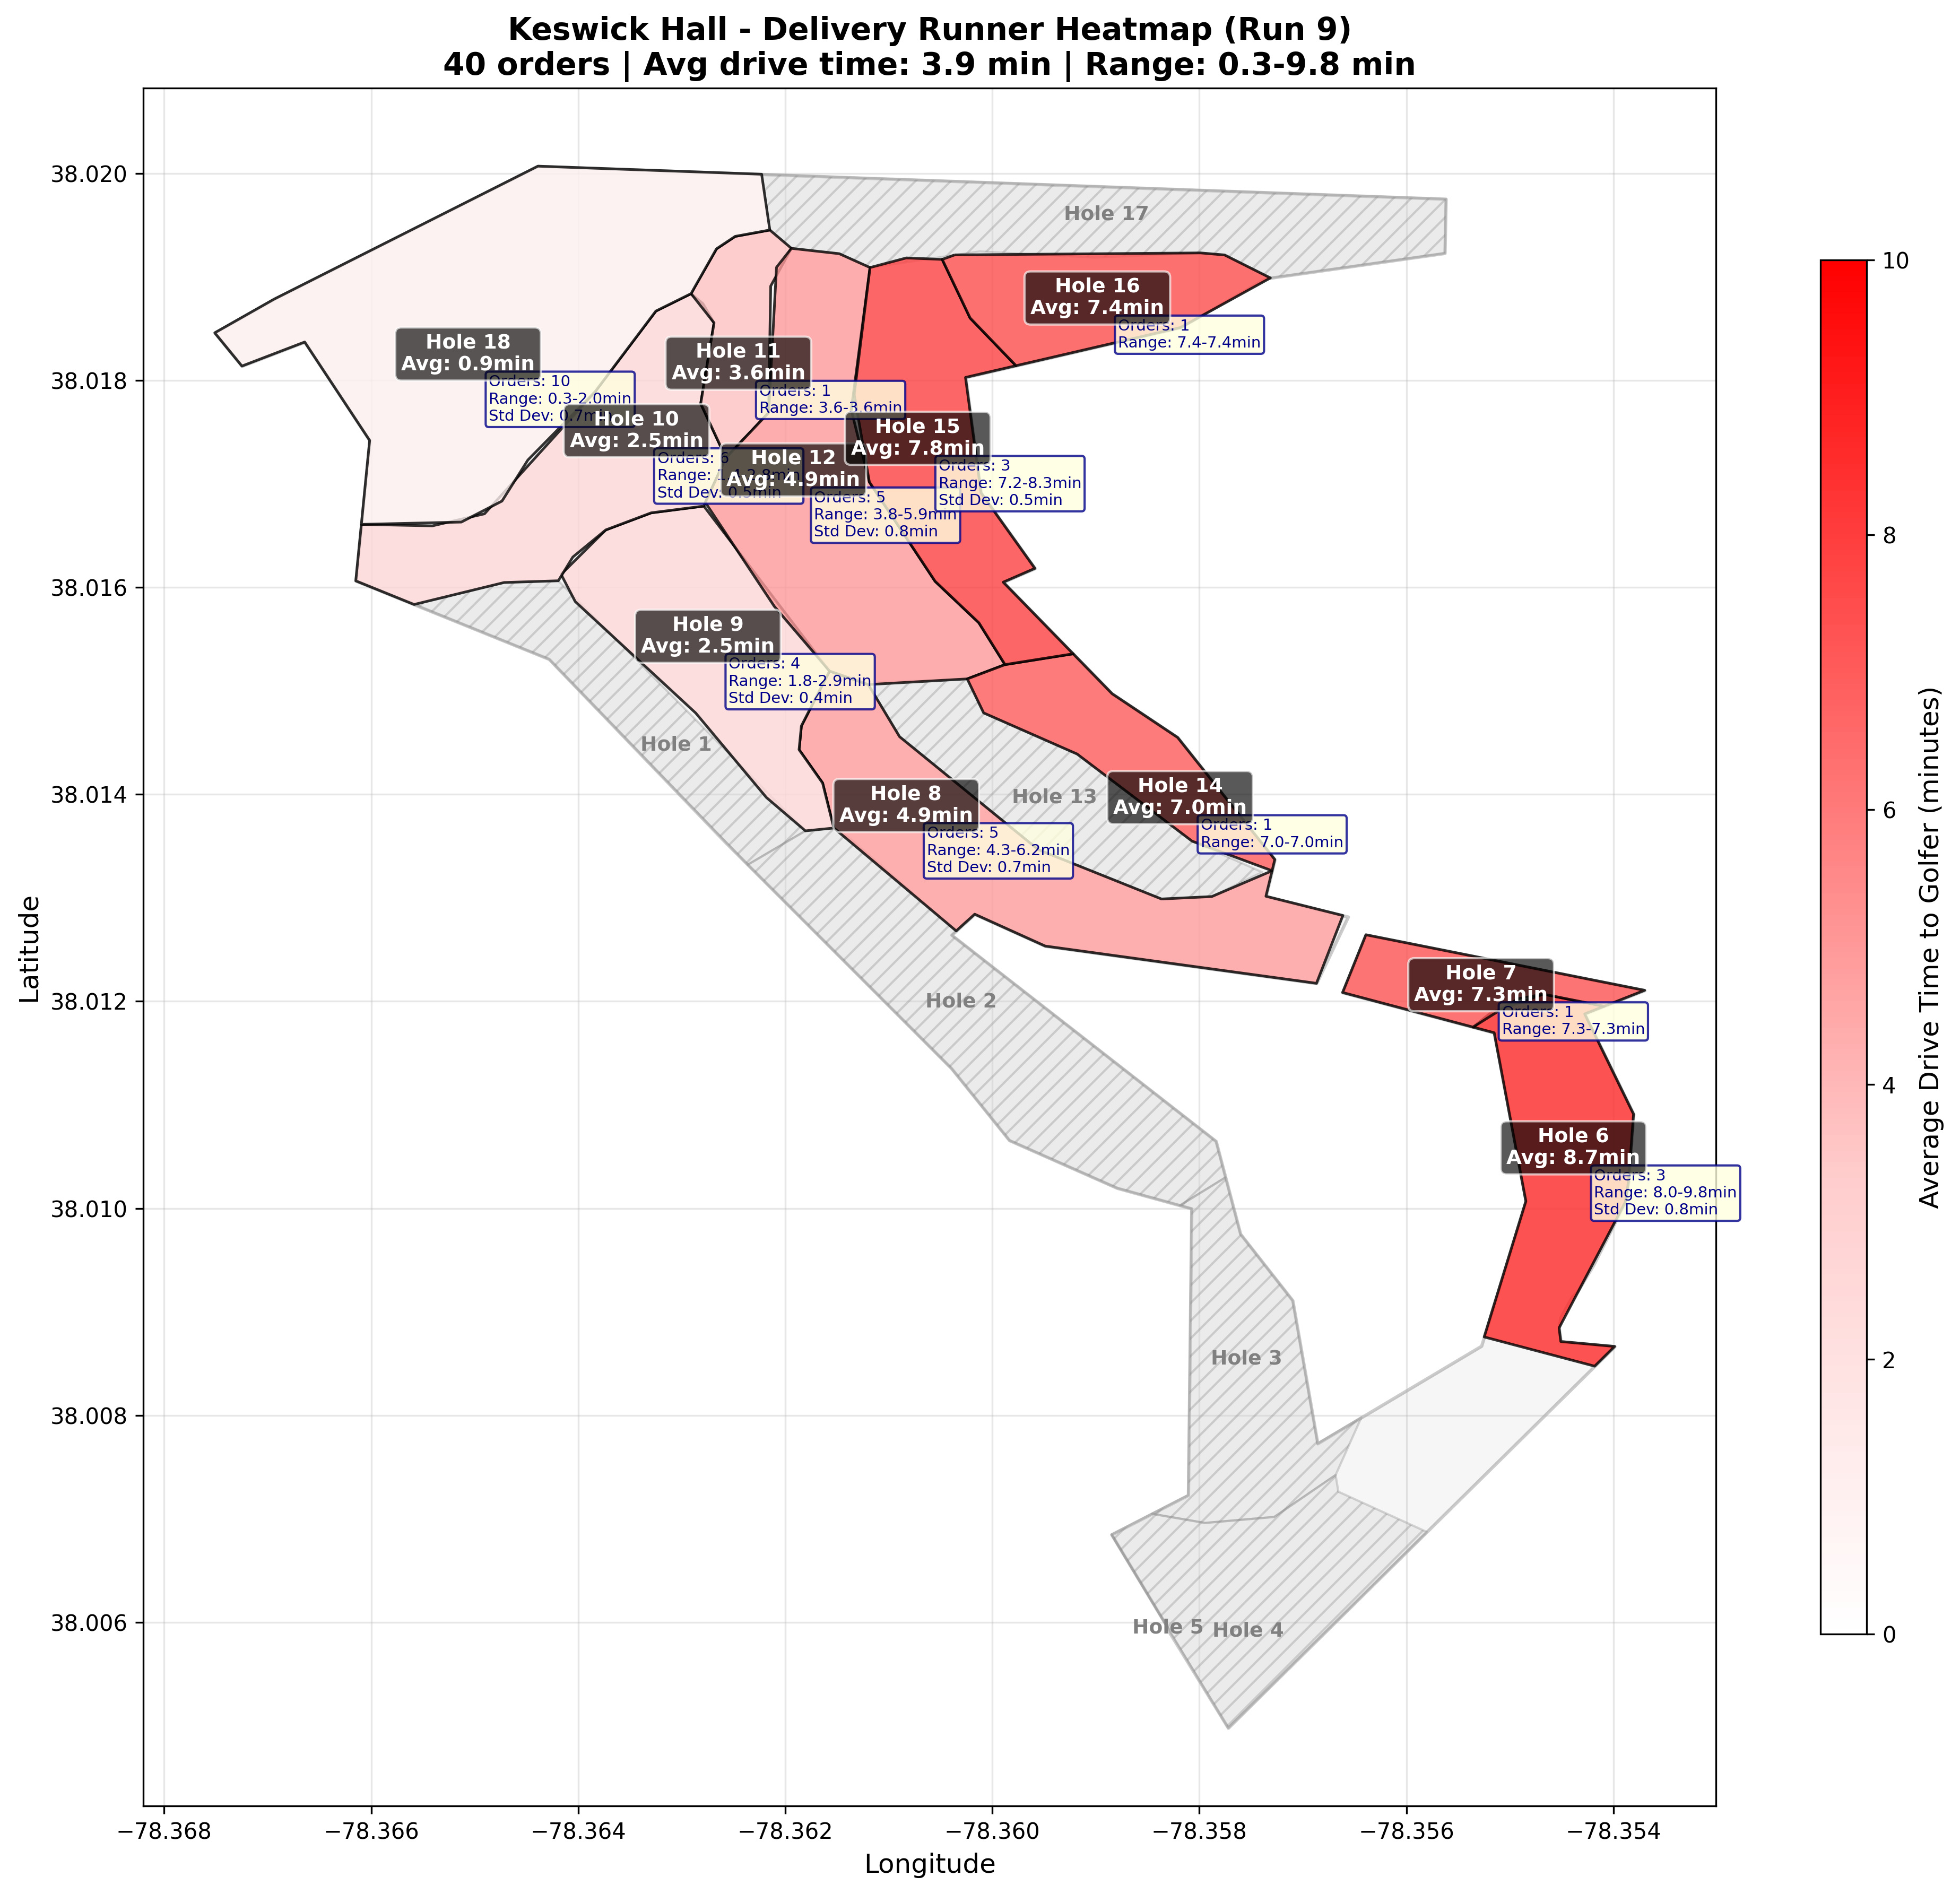 Keswick Hall - Delivery Runner Heatmap (Run 9)
40 orders | Avg drive time: 3.9 min | Range: 0.3-9.8 min
Hole 17
Hole 16
Avg: 7.4min
Orders: 1
Range: 7.4-7.4min
Hole 18
Avg: 0.9min
Orders: 10
Range: 0.3-2.0min
Std Dev: 0.7min
Hole 11
Avg: 3.6min
Orders: 1
Range: 3.6-3.6min
Hole 10
Avg: 2.5min
Orders: 6
Range:
Std Dev: 0.5min
Hole 15
Avg: 7.8min
Orders: 3
Range: 7.2-8.3min
Std Dev: 0.5min
Hole 12
Avg: 4.9min
Orders: 5
Range: 3.8-5.9min
Std Dev: 0.8min
Hole 9
Avg: 2.5min
Orders: 4
Range: 1.8-2.9min
Std Dev: 0.4min
Hole 1
Hole 8
Avg: 4.9min
Orders: 5
Range: 4.3-6.2min
Std Dev: 0.7min
Hole 13
Hole 14
Avg: 7.0min
Orders: 1
Range: 7.0-7.0min
Hole 2
Hole 7
Avg: 7.3min
Orders: 1
Range: 7.3-7.3min
Hole 6
Avg: 8.7min
Orders: 3
Range: 8.0-9.8min
Std Dev: 0.8min
Hole 3
Hole 5
Hole 4
38.020
38.018
38.016
38.014
38.012
38.010
38.008
38.006
Latitude
−78.368
−78.366
−78.364
−78.362
−78.360
−78.358
−78.356
−78.354
Longitude
10
8
6
4
2
0
Average Drive Time to Golfer (minutes)